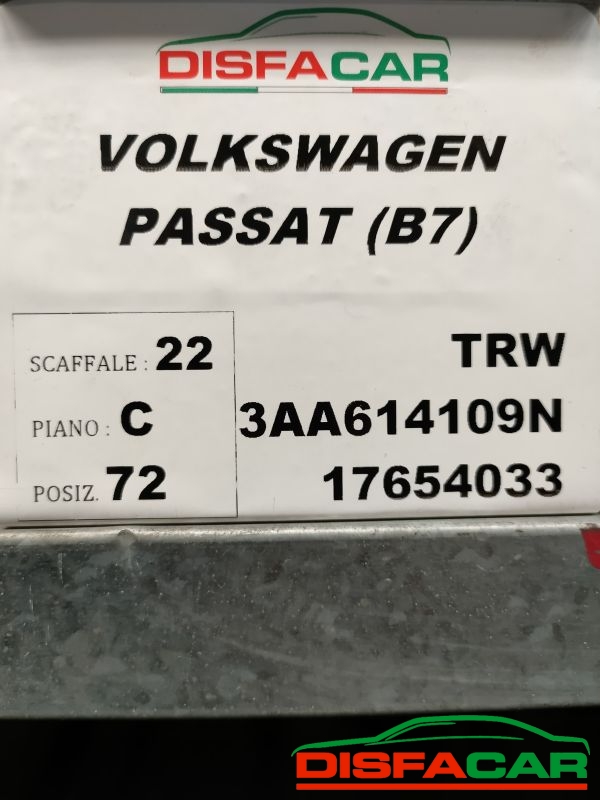 DISFACAR
VOLKSWAGEN
PASSAT (B7)
SCAFFALE : 22
TRW
PIANO : C
3AA614109N
POSIZ. 72
17654033
DISFACAR